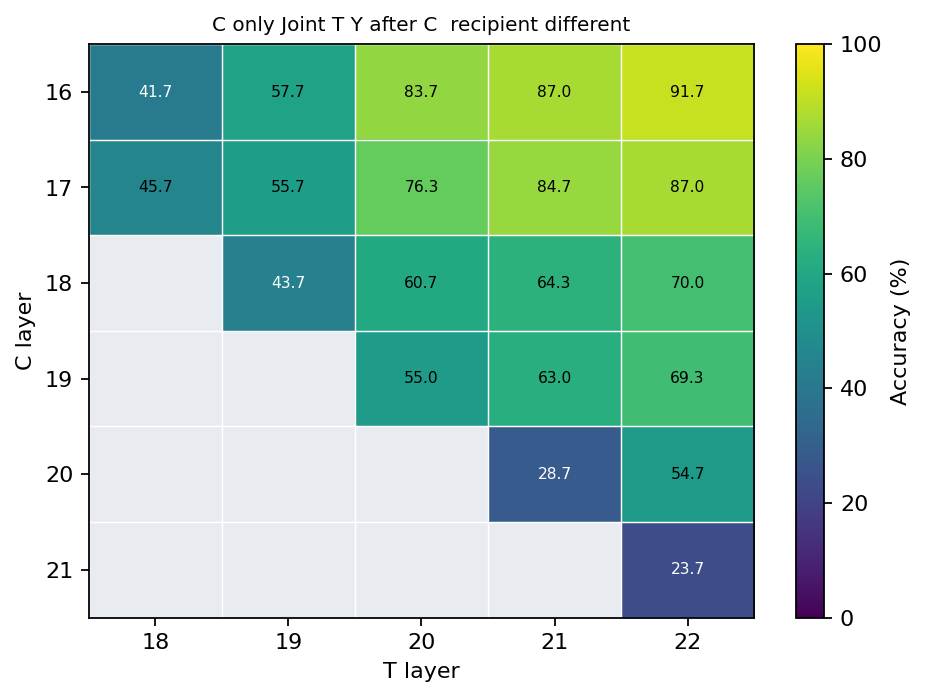 C only Joint T Y after C  recipient different
16 41.7 57.7 83.7 87.0 91.7
17 45.7 55.7 76.3 84.7 87.0
18 43.7 60.7 64.3 70.0
19 55.0 63.0 69.3
20 28.7 54.7
21 23.7
18 19 20 21 22
T layer
C layer
100
80
60
40
20
0
Accuracy (%)